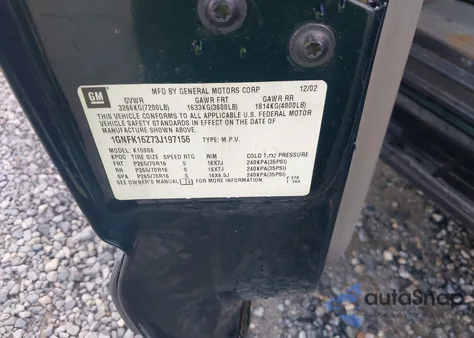 GM
MFD BY GENERAL MOTORS CORP 12/02
GVWR GAWR FRT GAWR RR
3266KG(7200LB) 1633KG(3600LB) 1814KG(4000LB)
THIS VEHICLE CONFORMS TO ALL APPLICABLE U.S. FEDERAL MOTOR
VEHICLE SAFETY STANDARDS IN EFFECT ON THE DATE OF
MANUFACTURE SHOWN ABOVE.
1GNFK16Z73J197156 TYPE: M.P.V.
MODEL: K15906
KPDC TIRE SIZE SPEED RTG RIM COLD TIRE PRESSURE
FRT P265/70R16 S 16X7J 240KPA(35PSI)
RR P265/70R16 S 16X7J 240KPA(35PSI)
SPA P265/70R16 S 16X6.5J 240KPA(35PSI)
SEE OWNER'S MANUAL FOR MORE INFORMATION.
autoSnap